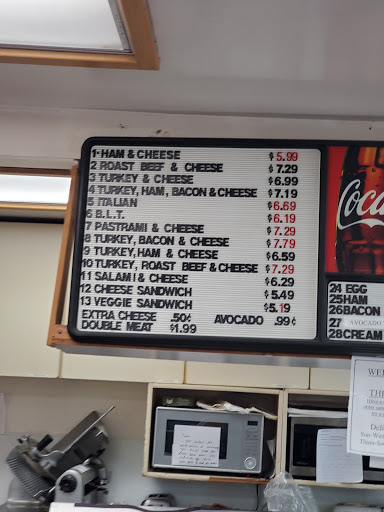 1 HAM & CHEESE $5.99
2 ROAST BEEF & CHEESE $7.29
3 TURKEY & CHEESE $6.99
4 TURKEY, HAM, BACON & CHEESE $7.19
5 ITALIAN $6.69
6 B.L.T. $6.19
7 PASTRAMI & CHEESE $7.29
8 TURKEY, BACON & CHEESE $7.79
9 TURKEY, HAM & CHEESE $6.59
10 TURKEY, ROAST BEEF & CHEESE $7.29
11 SALAMI & CHEESE $6.29
12 CHEESE SANDWICH $5.49
13 VEGGIE SANDWICH $5.19
EXTRA CHEESE .50¢ AVOCADO .99¢
DOUBLE MEAT $1.99
Coca
24 EGG
25 HAM
26 BACON
27 AVOCADO
28 CREAM